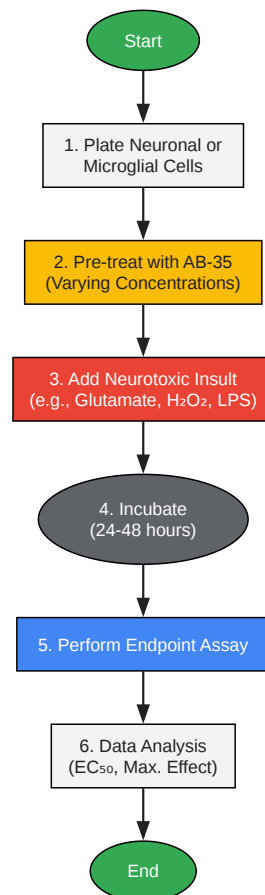 Start
1. Plate Neuronal or
Microglial Cells
2. Pre-treat with AB-35
(Varying Concentrations)
3. Add Neurotoxic Insult
(e.g., Glutamate, H₂O₂, LPS)
4. Incubate
(24-48 hours)
5. Perform Endpoint Assay
6. Data Analysis
(EC₅₀, Max. Effect)
End